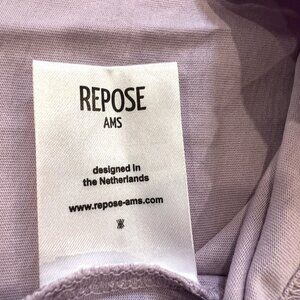 REPOSE
AMS
designed in
the Netherlands
www.repose-ams.com